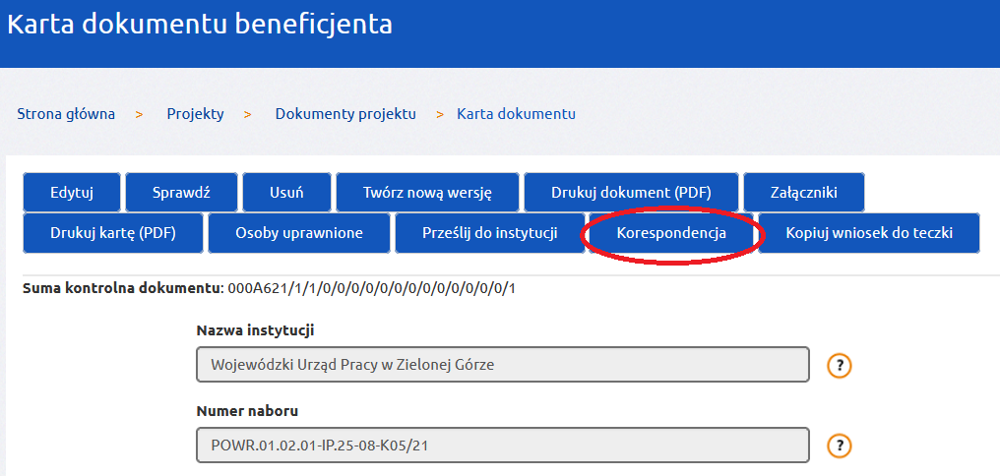 Karta dokumentu beneficjenta
Strona główna > Projekty > Dokumenty projektu > Karta dokumentu
Edytuj Sprawdź Usuń Twórz nową wersję Drukuj dokument (PDF) Załączniki
Drukuj kartę (PDF) Osoby uprawnione Prześlij do instytucji Korespondencja Kopiuj wniosek do teczki
Suma kontrolna dokumentu: 000A621/1/1/0/0/0/0/0/0/0/0/0/0/0/0/0/1
Nazwa instytucji
Wojewódzki Urząd Pracy w Zielonej Górze ?
Numer naboru
POWR.01.02.01-IP.25-08-K05/21 ?